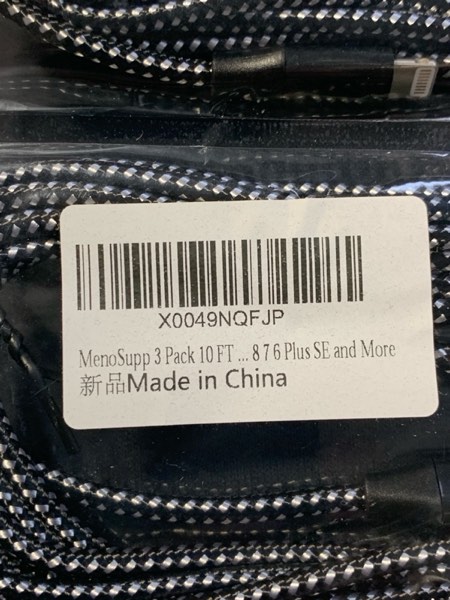 X0049NQFJP
MenoSupp 3 Pack 10 FT ... 8 7 6 Plus SE and More
新品Made in China